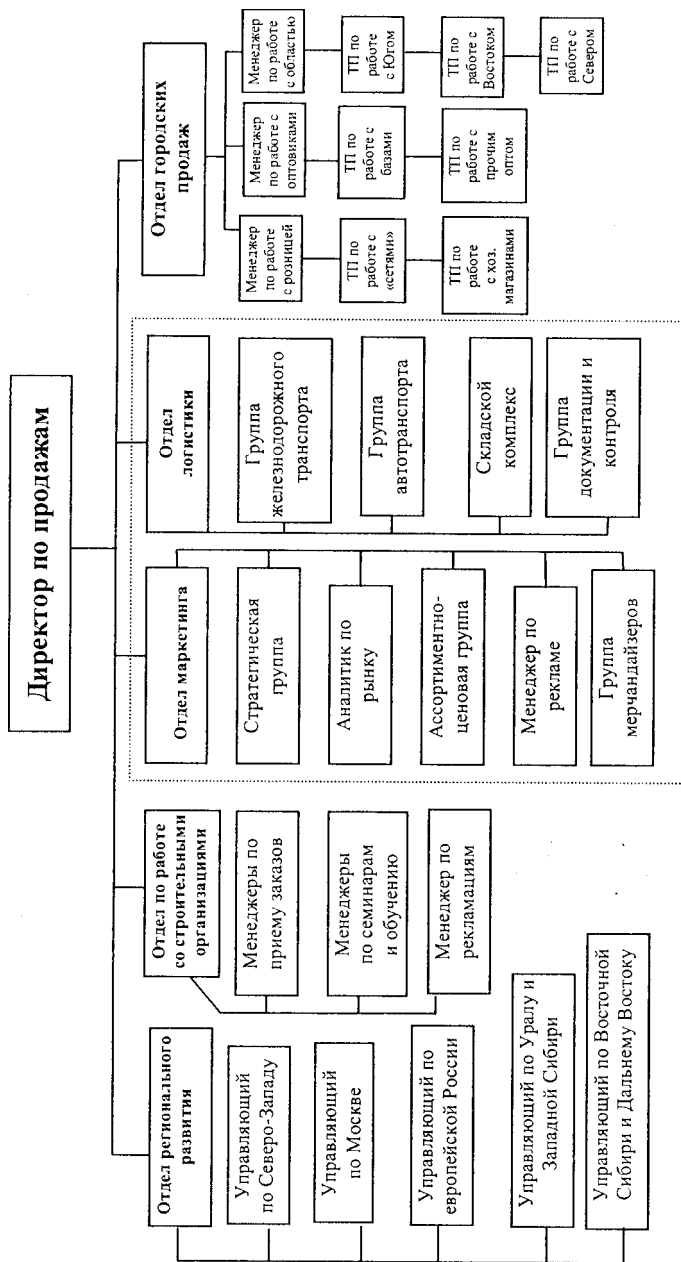 Директор по продажам
Отдел регионального
развития
Управляющий
по Северо-Западу
Управляющий
по Москве
Управляющий по
европейской России
Управляющий по Уралу и
Западной Сибири
Управляющий по Восточной
Сибири и Дальнему Востоку
Отдел по работе
со строительными
организациями
Менеджеры по
приему заказов
Менеджеры
по семинарам
и обучению
Менеджер по
рекламациям
Отдел маркетинга
Стратегическая
группа
Аналитик по
рынку
Ассортиментно-
ценовая группа
Менеджер по
рекламе
Группа
мерчандайзеров
Отдел
логистики
Группа
железнодорожного
транспорта
Группа
автотранспорта
Складской
комплекс
Группа
документации и
контроля
Отдел городских
продаж
Менеджер
по работе
с розницей
ТП по
работе с
«сетями»
ТП по
работе
с хоз.
магазинами
Менеджер
по работе с
оптовиками
ТП по
работе с
базами
ТП по
работе с
прочим
оптом
Менеджер
по работе
с областью
ТП по
работе
с Югом
ТП по
работе с
Востоком
ТП по
работе с
Севером